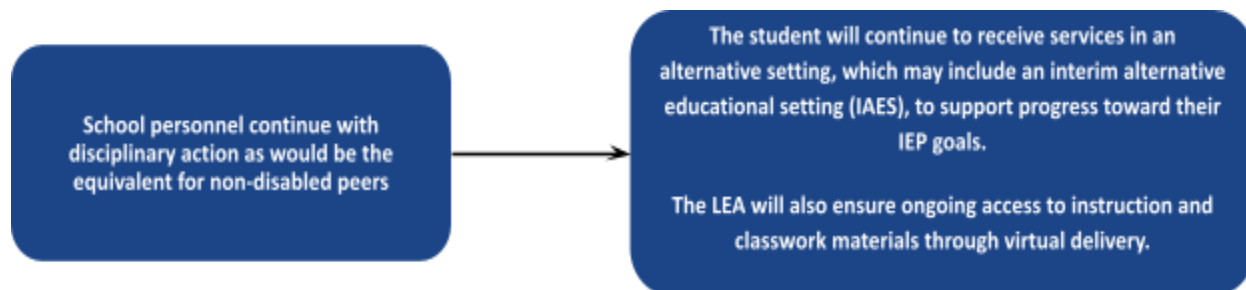 School personnel continue with
disciplinary action as would be the
equivalent for non-disabled peers
The student will continue to receive services in an
alternative setting, which may include an interim alternative
educational setting (IAES), to support progress toward their
IEP goals.
The LEA will also ensure ongoing access to instruction and
classwork materials through virtual delivery.